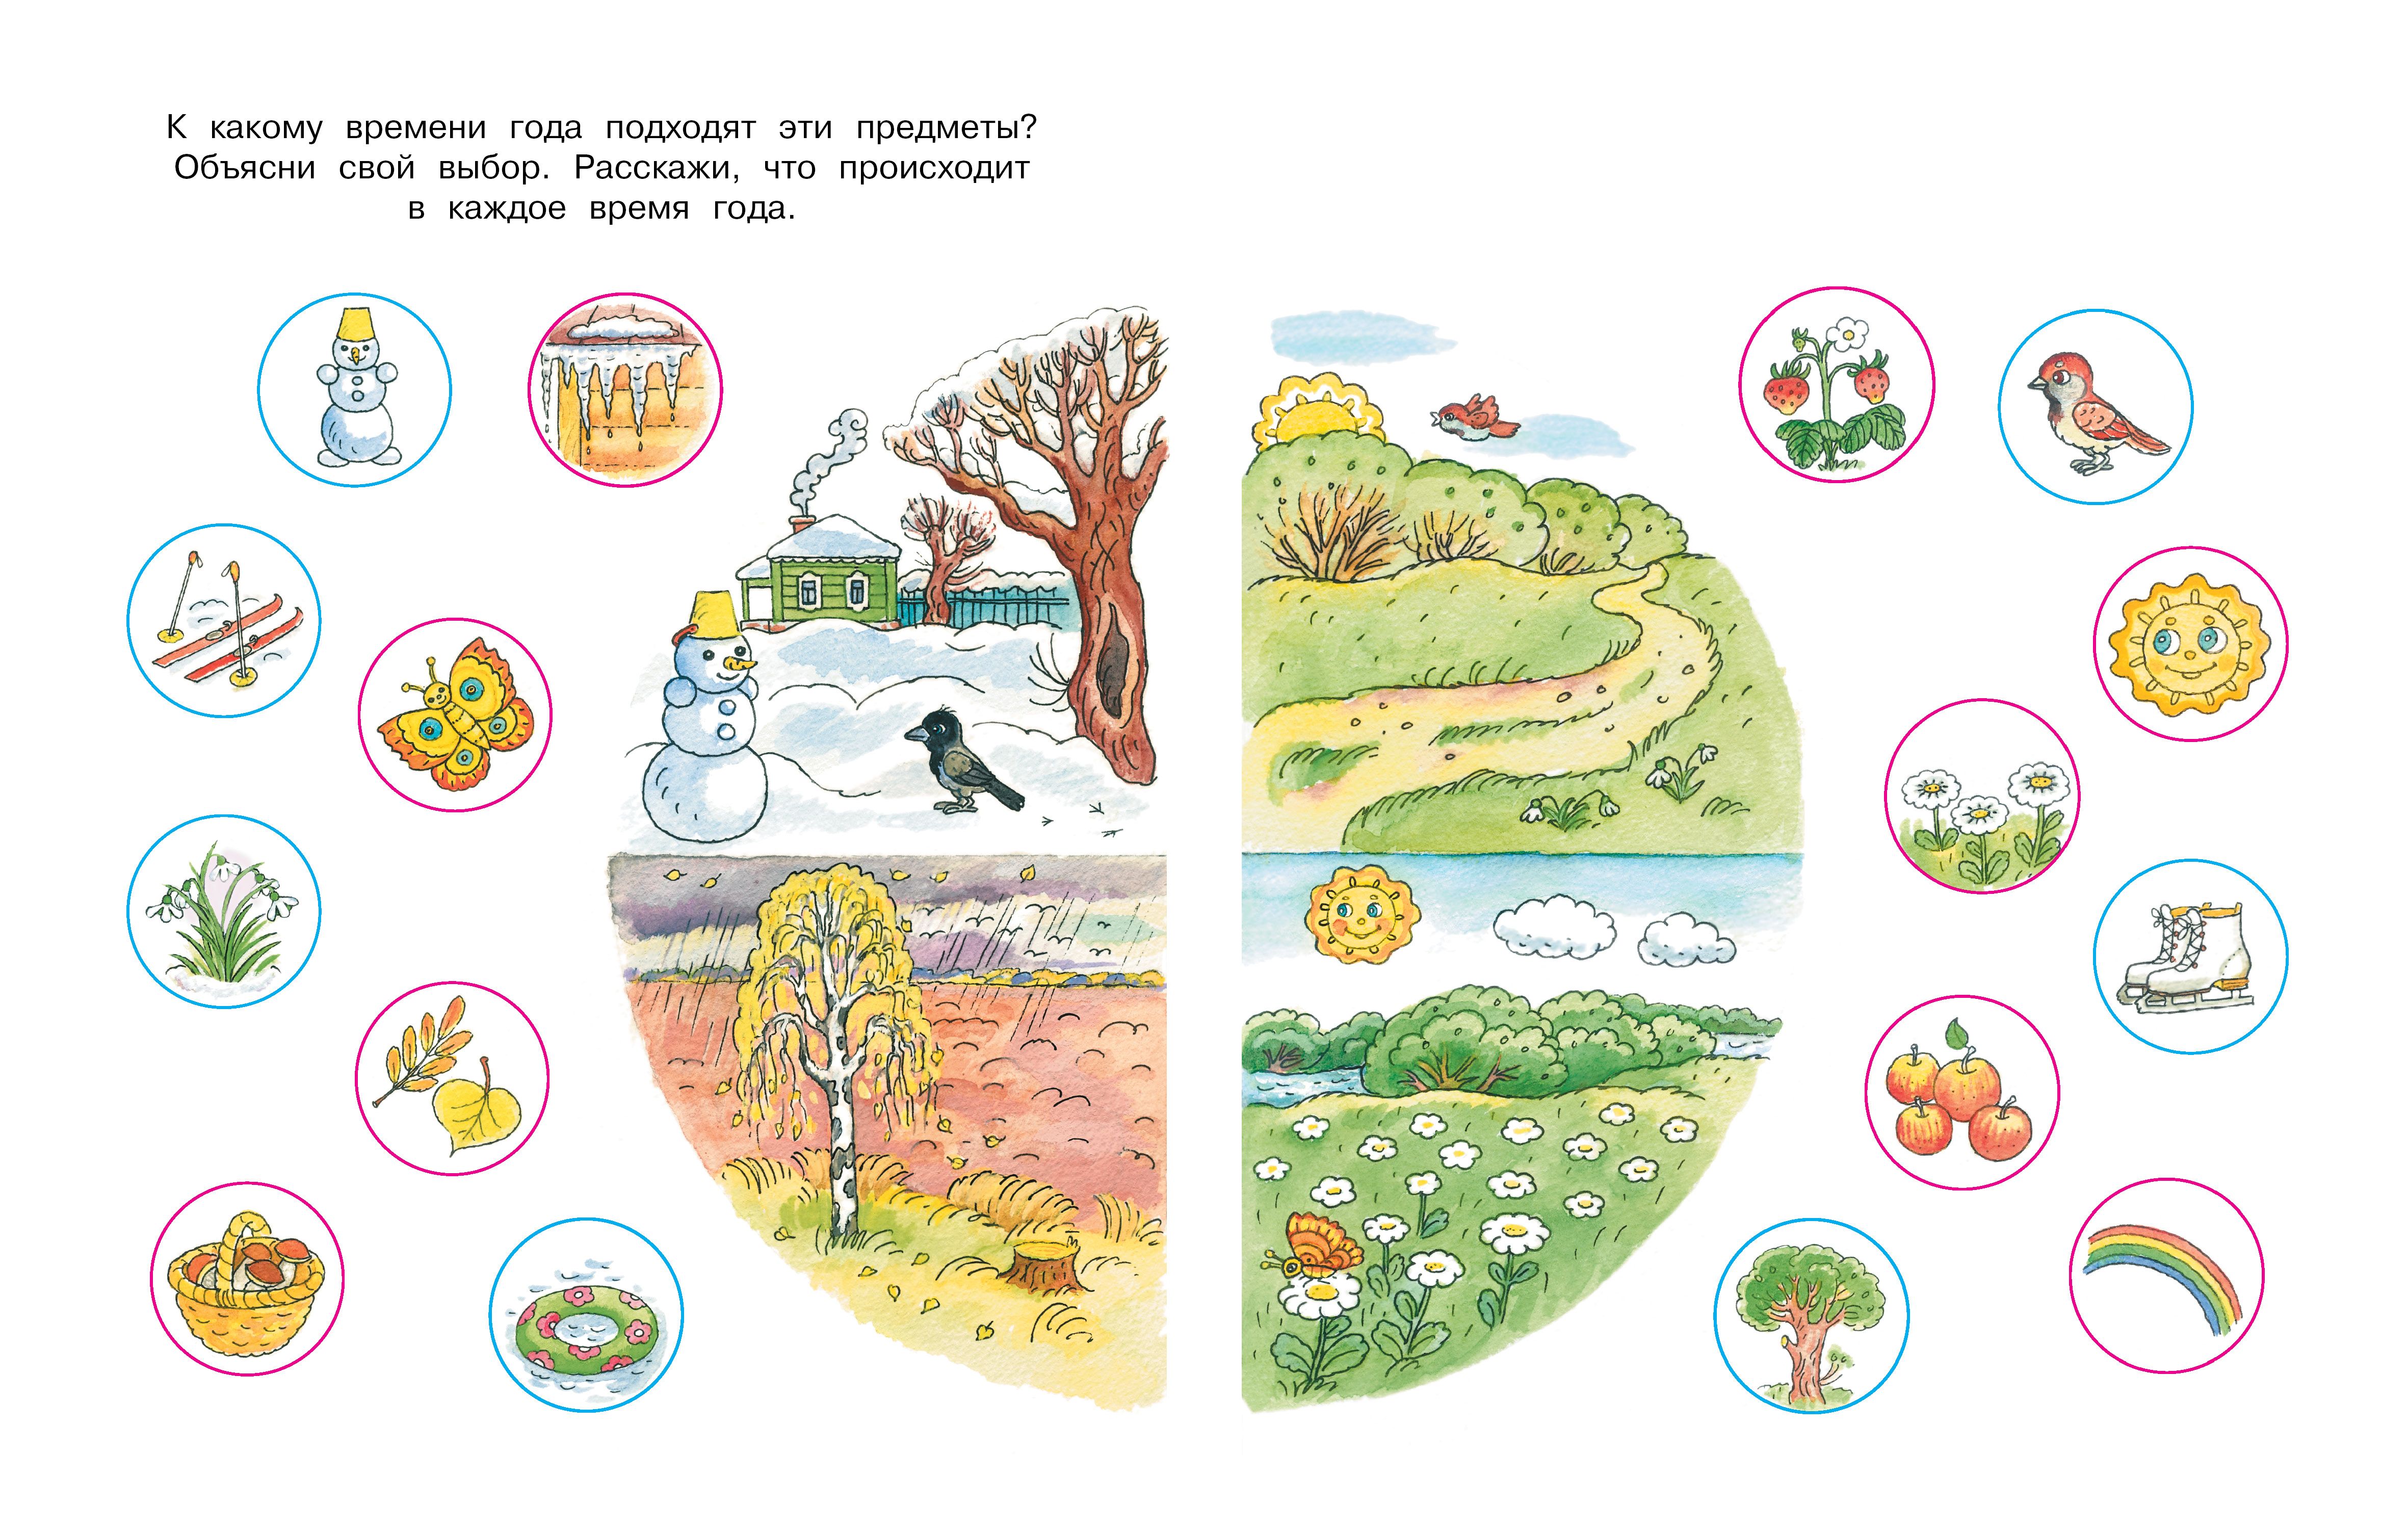 К какому времени года подходят эти предметы?
Объясни свой выбор. Расскажи, что происходит
в каждое время года.